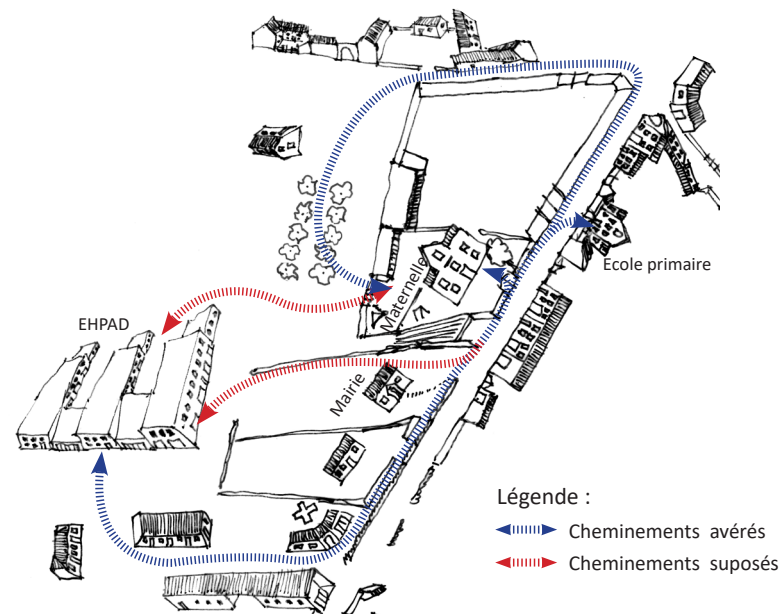 Ecole primaire
Maternelle
EHPAD
Mairie
Légende :
Cheminements avérés
Cheminements suposés